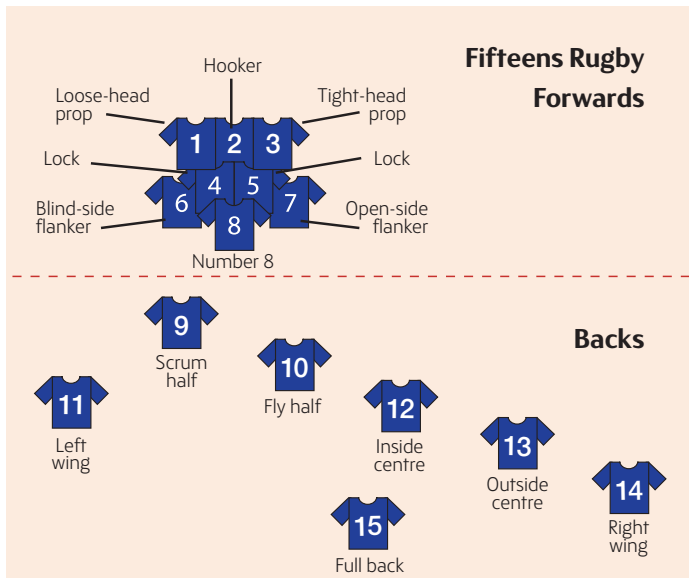 Fifteens Rugby
Forwards
Hooker
Loose-head
prop
Tight-head
prop
1
2
3
Lock
Lock
4
5
6
7
Blind-side
flanker
Open-side
flanker
8
Number 8
Backs
9
Scrum
half
10
Fly half
11
Left
wing
12
Inside
centre
13
Outside
centre
14
Right
wing
15
Full back